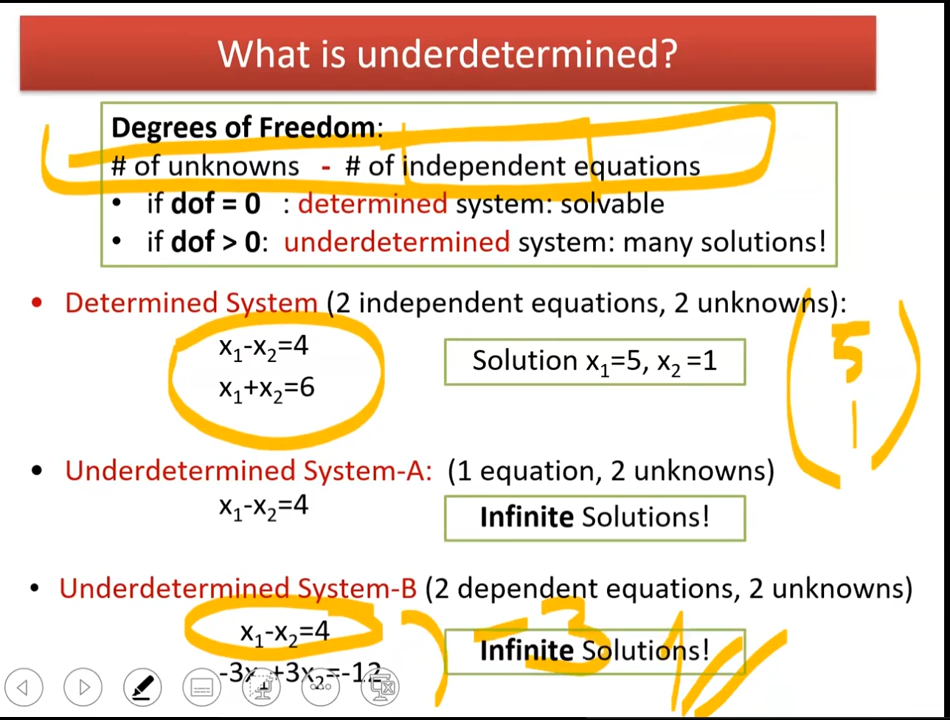 What is underdetermined?
Degrees of Freedom:
# of unknowns - # of independent equations
• if dof = 0 : determined system: solvable
• if dof > 0: underdetermined system: many solutions!
• Determined System (2 independent equations, 2 unknowns):
x₁-x₂=4
x₁+x₂=6
Solution x₁=5, x₂ =1
5
1
• Underdetermined System-A: (1 equation, 2 unknowns)
x₁-x₂=4
Infinite Solutions!
• Underdetermined System-B (2 dependent equations, 2 unknowns)
x₁-x₂=4
-3x₁+3x₂=-12
Infinite Solutions!
-3